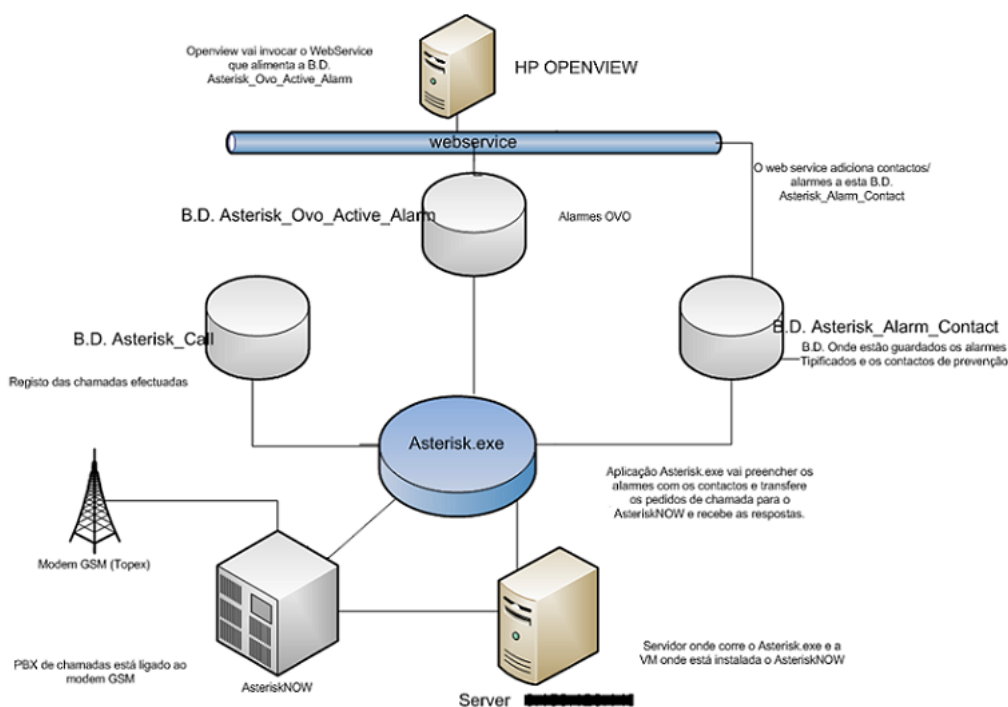 Openview vai invocar o WebService
que alimenta a B.D.
Asterisk_Ovo_Active_Alarm
HP OPENVIEW
webservice
O web service adiciona contactos/
alarmes a esta B.D.
Asterisk_Alarm_Contact
B.D. Asterisk_Ovo_Active_Alarm
Alarmes OVO
B.D. Asterisk_Call
Registo das chamadas efectuadas
B.D. Asterisk_Alarm_Contact
B.D. Onde estão guardados os alarmes
Tipificados e os contactos de prevenção
Asterisk.exe
Aplicação Asterisk.exe vai preencher os
alarmes com os contactos e transfere
os pedidos de chamada para o
AsteriskNOW e recebe as respostas.
Modem GSM (Topex)
PBX de chamadas está ligado ao
modem GSM
AsteriskNOW
Servidor onde corre o Asterisk.exe e a
VM onde está instalada o AsteriskNOW
Server